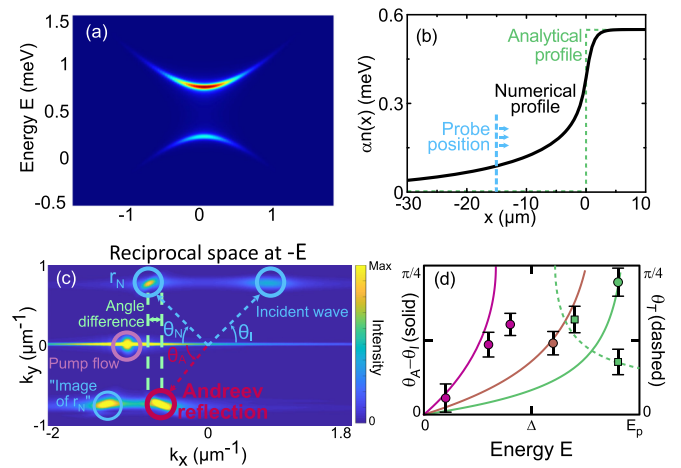 (a)
Energy E (meV)
1.5
1
0.5
0
-0.5
-1
0
1
(b)
αn(x) (meV)
0.6
0.3
0
Analytical
profile
Numerical
profile
Probe
position
-30
-20
-10
0
10
x (μm)
Reciprocal space at -E
(c)
k_y (μm⁻¹)
1
0
-1
r_N
Incident wave
Angle
difference
θ_N
θ_I
Pump flow
"Image
of r_N"
Andreev
reflection
-1
0
1.8
k_x (μm⁻¹)
Max
Intensity
0
(d)
θ_A-θ_I (solid)
π/4
0
π/4
0
θ_T (dashed)
0
Δ
E_p
Energy E